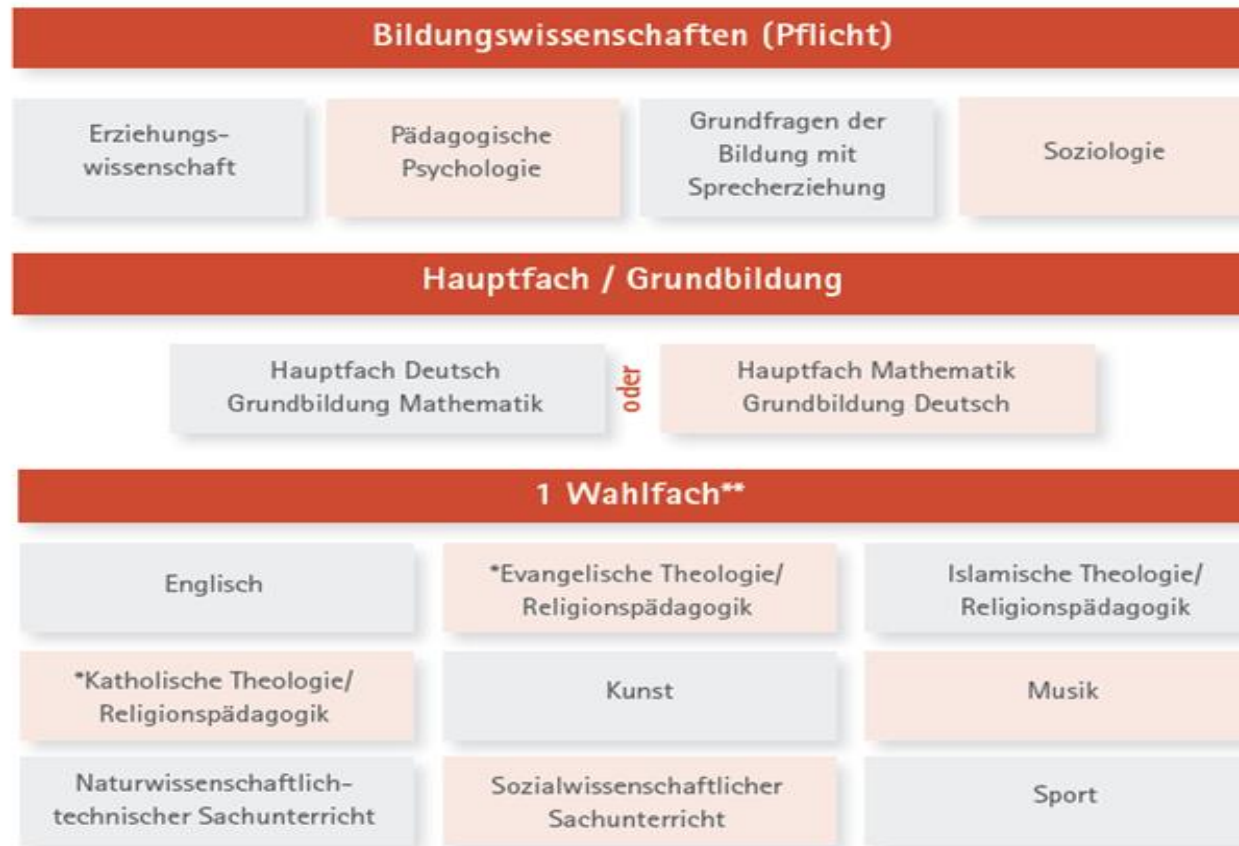 Bildungswissenschaften (Pflicht)
Erziehungs-
wissenschaft
Pädagogische
Psychologie
Grundfragen der
Bildung mit
Sprecherziehung
Soziologie
Hauptfach / Grundbildung
Hauptfach Deutsch
Grundbildung Mathematik
oder
Hauptfach Mathematik
Grundbildung Deutsch
1 Wahlfach**
Englisch
*Evangelische Theologie/
Religionspädagogik
Islamische Theologie/
Religionspädagogik
*Katholische Theologie/
Religionspädagogik
Kunst
Musik
Naturwissenschaftlich-
technischer Sachunterricht
Sozialwissenschaftlicher
Sachunterricht
Sport